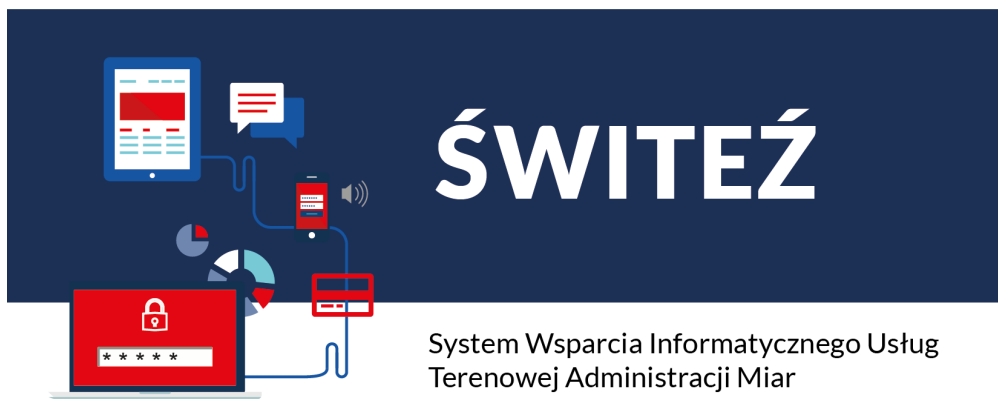 ŚWITEŹ
* * * * *
System Wsparcia Informatycznego Usług
Terenowej Administracji Miar